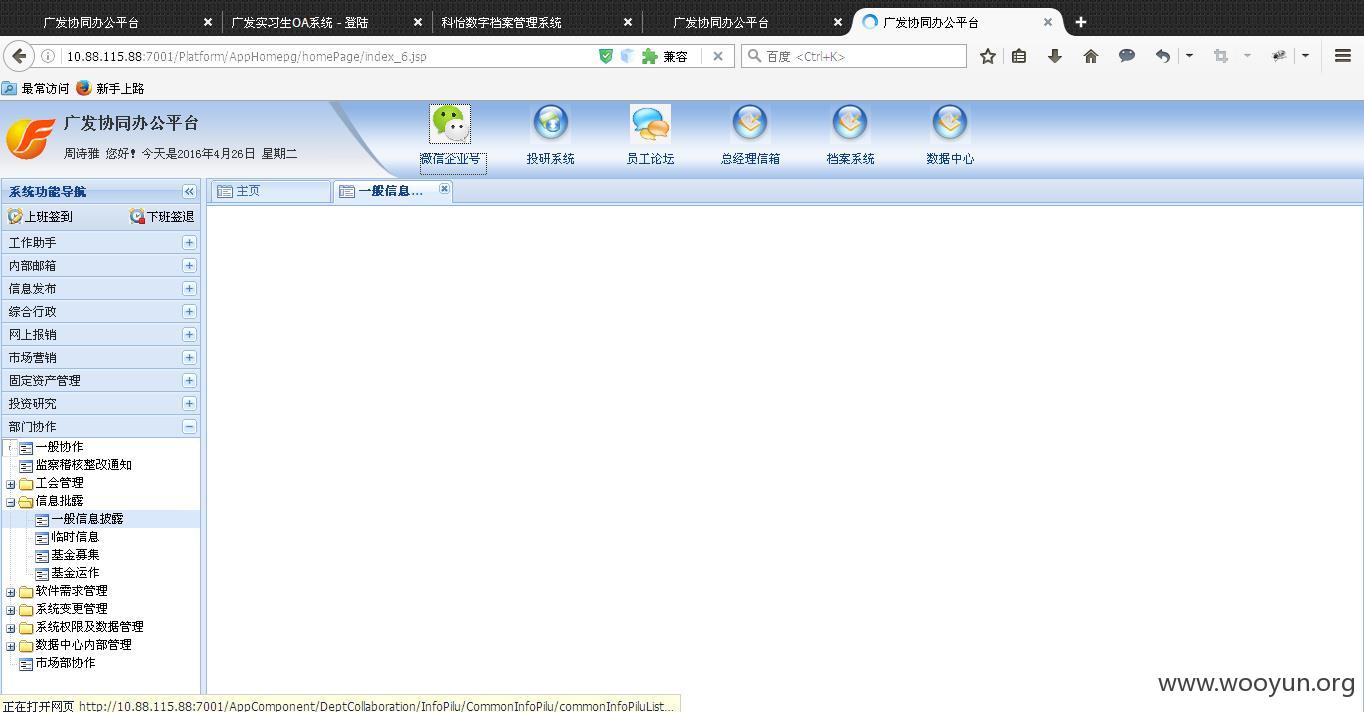 广发协同办公平台
广发实习生OA系统 - 登陆
科怡数字档案管理系统
广发协同办公平台
广发协同办公平台
10.88.115.88:7001/Platform/AppHomepg/homePage/index_6.jsp
兼容
百度 <Ctrl+K>
最常访问
新手上路
广发协同办公平台
周诗雅 您好! 今天是2016年4月26日 星期二
微信企业号
投研系统
员工论坛
总经理信箱
档案系统
数据中心
系统功能导航
主页
一般信息...
上班签到
下班签退
工作助手
内部邮箱
信息发布
综合行政
网上报销
市场营销
固定资产管理
投资研究
部门协作
一般协作
监察稽核整改通知
工会管理
信息批露
一般信息披露
临时信息
基金募集
基金运作
软件需求管理
系统变更管理
系统权限及数据管理
数据中心内部管理
市场部协作
www.wooyun.org
正在打开网页 http://10.88.115.88:7001/AppComponent/DeptCollaboration/InfoPilu/CommonInfoPilu/commonInfoPiluList...